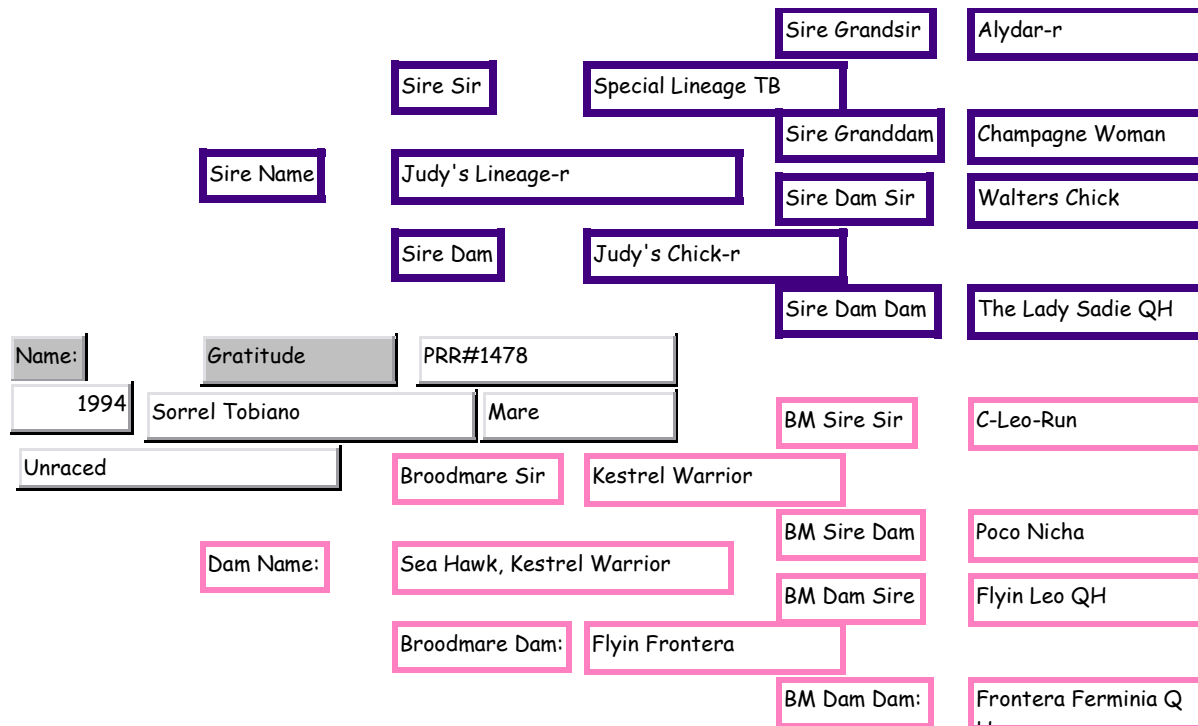 Sire Grandsir Alydar-r
Sire Sir Special Lineage TB
Sire Granddam Champagne Woman
Sire Name Judy's Lineage-r
Sire Dam Sir Walters Chick
Sire Dam Judy's Chick-r
Sire Dam Dam The Lady Sadie QH
Name: Gratitude PRR#1478
1994 Sorrel Tobiano Mare
BM Sire Sir C-Leo-Run
Unraced
Broodmare Sir Kestrel Warrior
BM Sire Dam Poco Nicha
Dam Name: Sea Hawk, Kestrel Warrior
BM Dam Sire Flyin Leo QH
Broodmare Dam: Flyin Frontera
BM Dam Dam: Frontera Ferminia Q